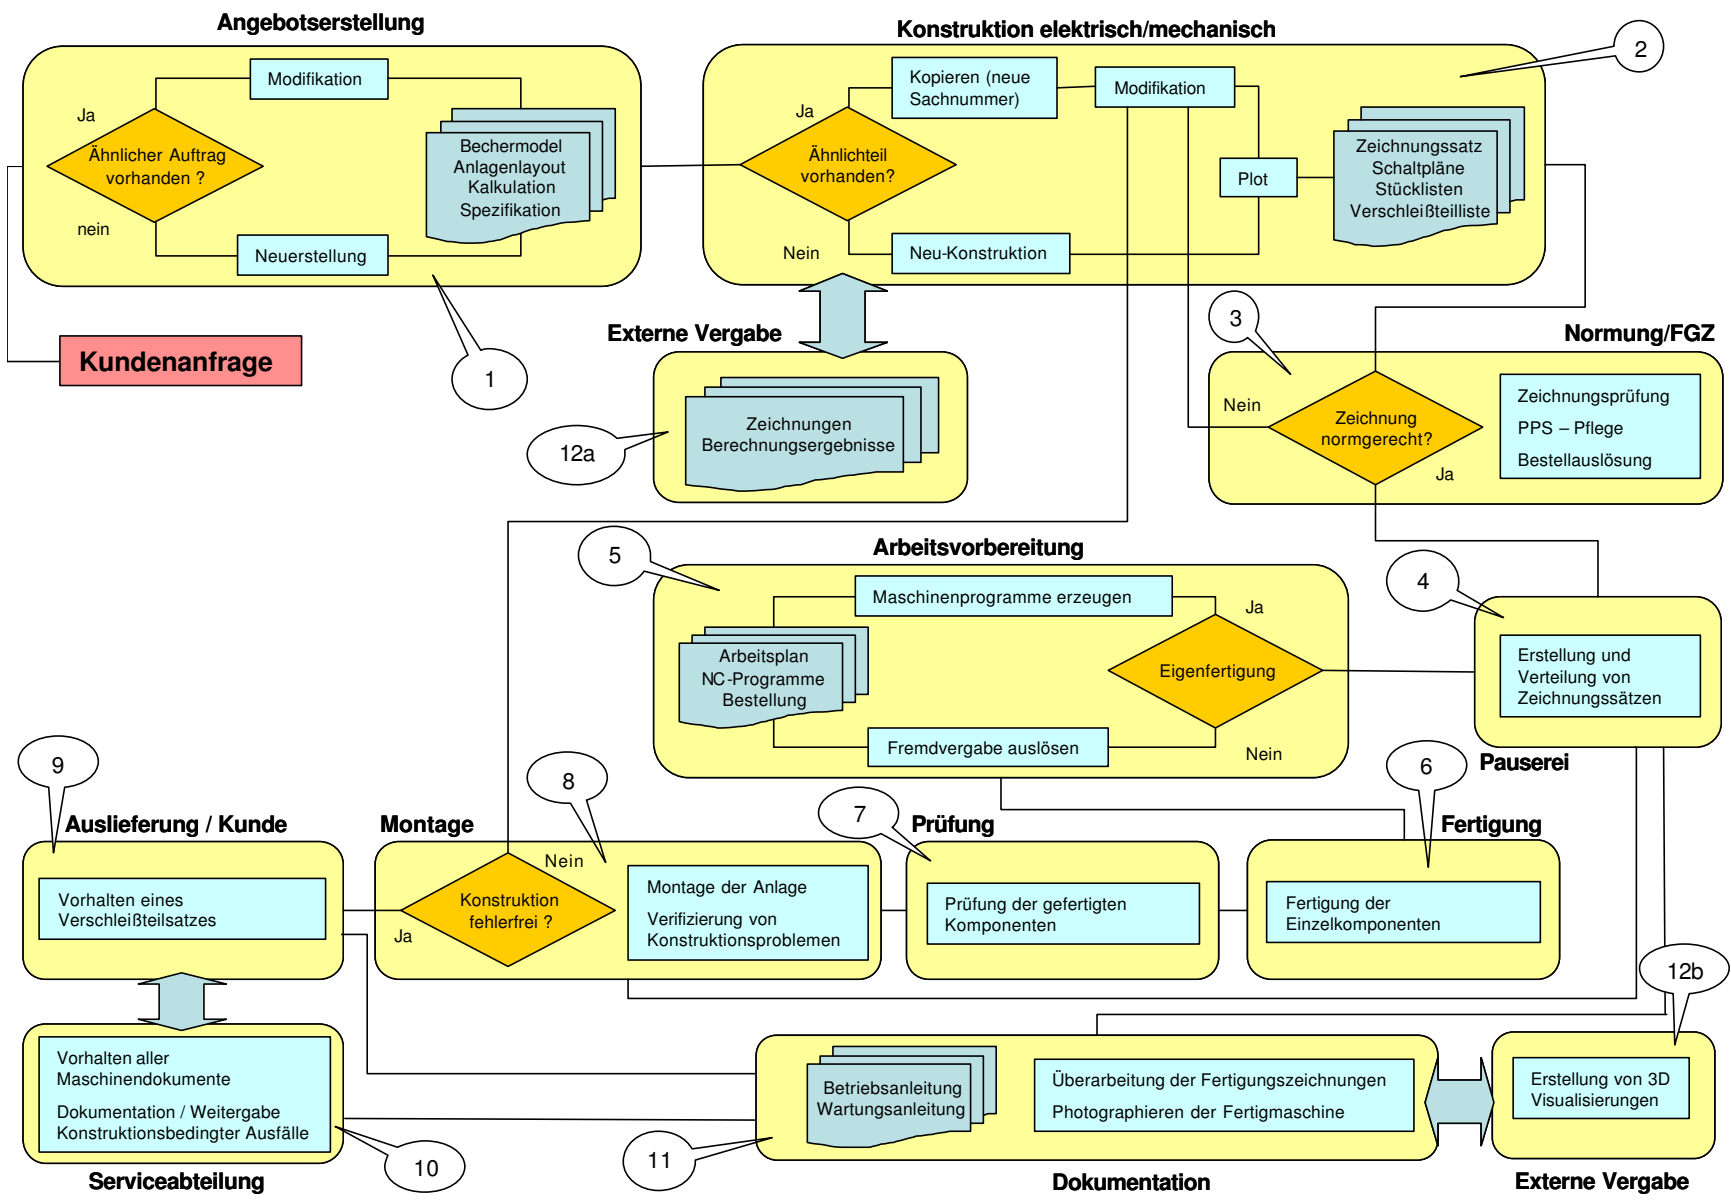 Angebotserstellung
Modifikation
Ja
Ähnlicher Auftrag
vorhanden ?
nein
Neuerstellung
Bechermodel
Anlagenlayout
Kalkulation
Spezifikation
1
Kundenanfrage
Konstruktion elektrisch/mechanisch
2
Kopieren (neue
Sachnummer)
Modifikation
Ja
Ähnlichteil
vorhanden?
Nein
Neu-Konstruktion
Plot
Zeichnungssatz
Schaltpläne
Stücklisten
Verschleißteilliste
Externe Vergabe
Zeichnungen
Berechnungsergebnisse
12a
3
Normung/FGZ
Nein
Zeichnung
normgerecht?
Ja
Zeichnungsprüfung
PPS – Pflege
Bestellauslösung
Arbeitsvorbereitung
5
Maschinenprogramme erzeugen
Ja
Arbeitsplan
NC-Programme
Bestellung
Eigenfertigung
Fremdvergabe auslösen
Nein
4
Erstellung und
Verteilung von
Zeichnungssätzen
Pauserei
9
Auslieferung / Kunde
Vorhalten eines
Verschleißteilsatzes
Montage
8
Nein
Konstruktion
fehlerfrei ?
Ja
Montage der Anlage
Verifizierung von
Konstruktionsproblemen
7
Prüfung
Prüfung der gefertigten
Komponenten
6
Fertigung
Fertigung der
Einzelkomponenten
12b
Vorhalten aller
Maschinendokumente
Dokumentation / Weitergabe
Konstruktionsbedingter Ausfälle
10
Serviceabteilung
Betriebsanleitung
Wartungsanleitung
11
Überarbeitung der Fertigungszeichnungen
Photographieren der Fertigmaschine
Dokumentation
Erstellung von 3D
Visualisierungen
Externe Vergabe